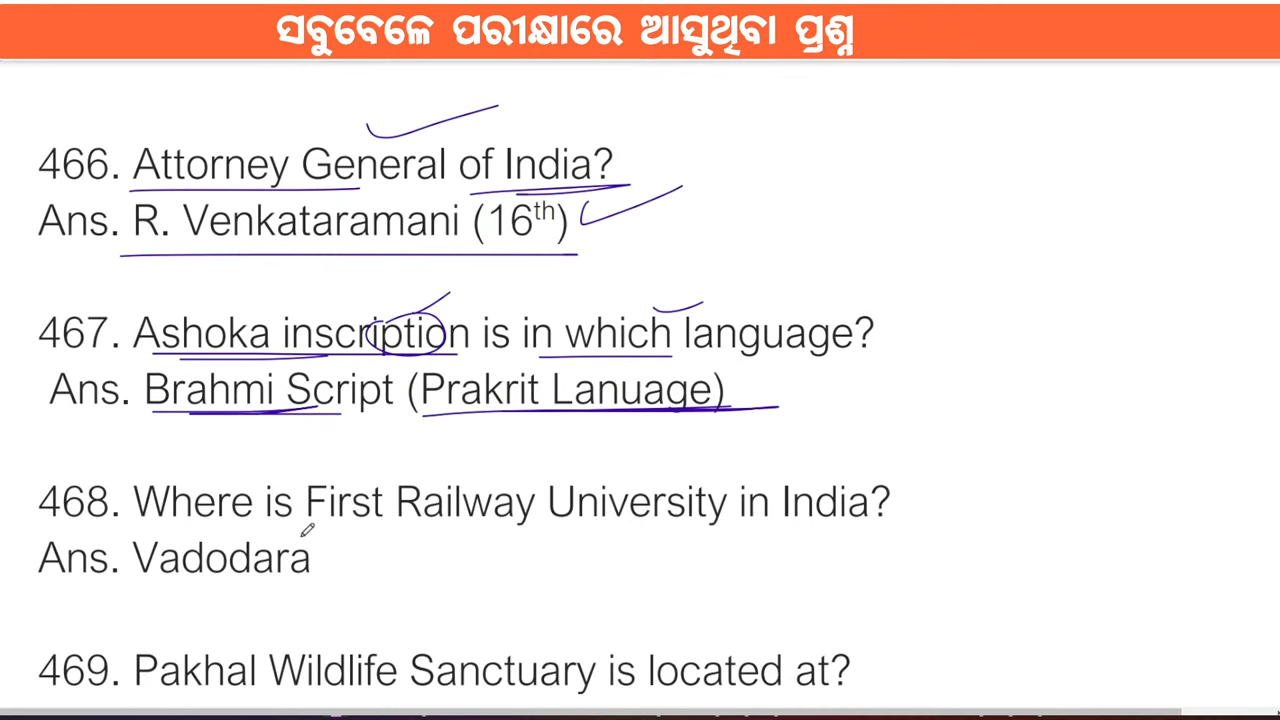 ସବୁବେଳେ ପରୀକ୍ଷାରେ ଆସୁଥିବା ପ୍ରଶ୍ନ
466. Attorney General of India?
Ans. R. Venkataramani (16th)
467. Ashoka inscription is in which language?
Ans. Brahmi Script (Prakrit Lanuage)
468. Where is First Railway University in India?
Ans. Vadodara
469. Pakhal Wildlife Sanctuary is located at?